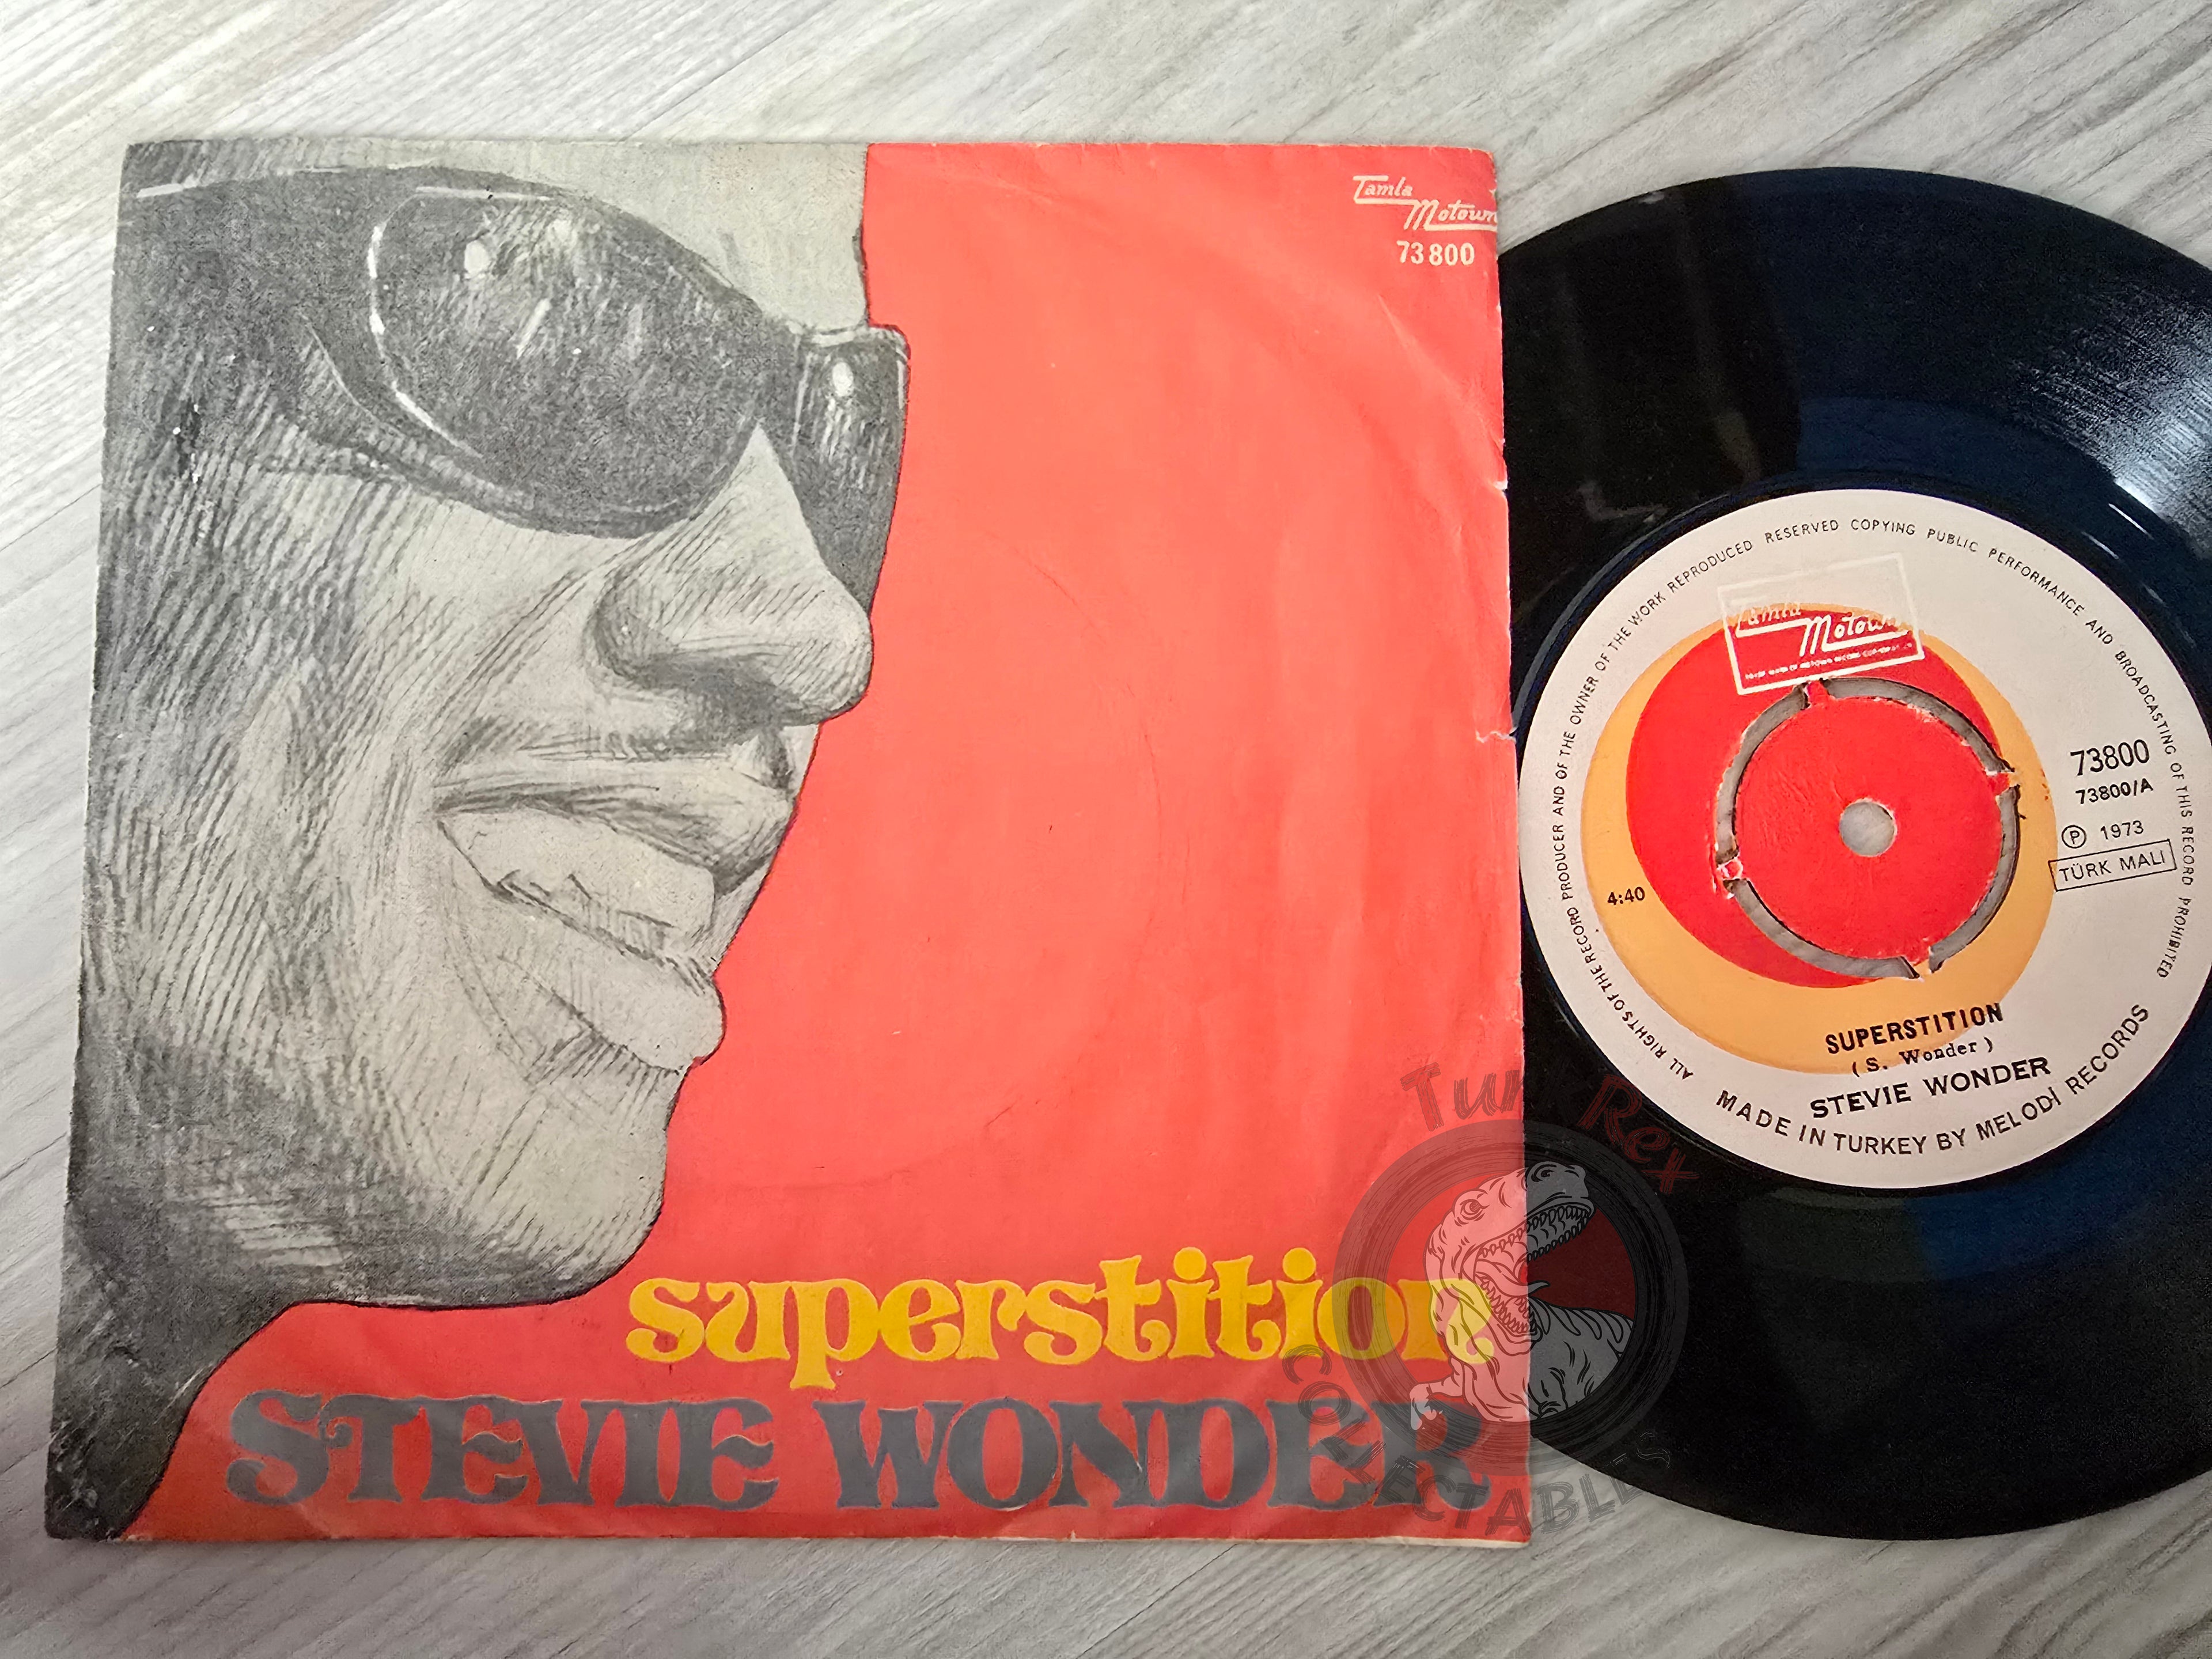 Tamla
Motown
73800
superstition
STEVIE WONDER
ALL RIGHTS OF THE RECORD PRODUCER AND OF THE OWNER OF THE WORK REPRODUCED RESERVED COPYING PUBLIC PERFORMANCE AND BROADCASTING OF THIS RECORD PROHIBITED
Tamla
Motown
73800
73800/A
Ⓟ 1973
TÜRK MALI
4:40
SUPERSTITION
(S. Wonder)
STEVIE WONDER
MADE IN TURKEY BY MELODİ RECORDS
Rex
COLLECTABLES